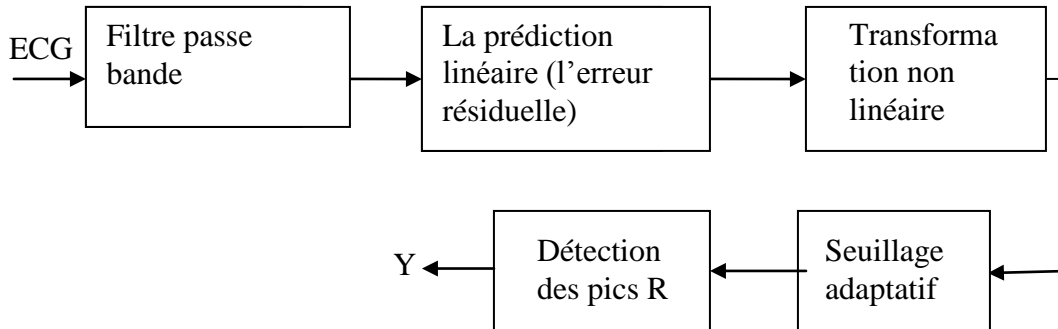 ECG
Filtre passe
bande
La prédiction
linéaire (l'erreur
résiduelle)
Transforma
tion non
linéaire
Seuillage
adaptatif
Détection
des pics R
Y